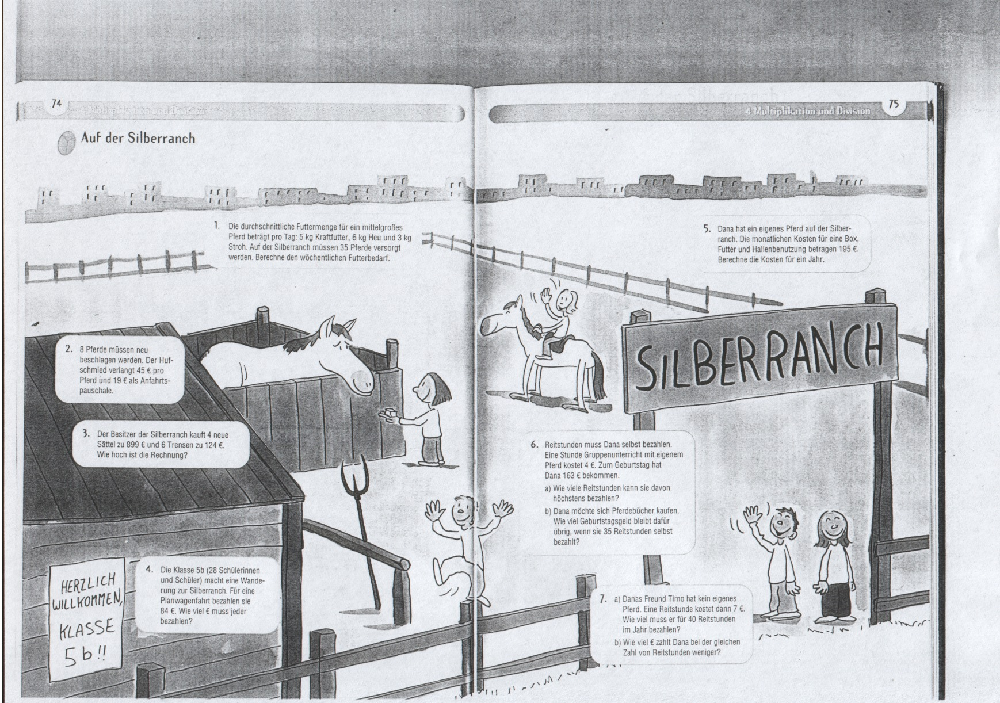 74
4 Multiplikation und Division
Auf der Silberranch
1. Die durchschnittliche Futtermenge für ein mittelgroßes
Pferd beträgt pro Tag: 5 kg Kraftfutter, 6 kg Heu und 3 kg
Stroh. Auf der Silberranch müssen 35 Pferde versorgt
werden. Berechne den wöchentlichen Futterbedarf.
2. 8 Pferde müssen neu
beschlagen werden. Der Huf-
schmied verlangt 45 € pro
Pferd und 19 € als Anfahrts-
pauschale.
3. Der Besitzer der Silberranch kauft 4 neue
Sättel zu 899 € und 6 Trensen zu 124 €.
Wie hoch ist die Rechnung?
HERZLICH
WILLKOMMEN,
KLASSE
5b!!
4. Die Klasse 5b (28 Schülerinnen
und Schüler) macht eine Wande-
rung zur Silberranch. Für eine
Planwagenfahrt bezahlen sie
84 €. Wie viel € muss jeder
bezahlen?
4 Multiplikation und Division
75
5. Dana hat ein eigenes Pferd auf der Silber-
ranch. Die monatlichen Kosten für eine Box,
Futter und Hallenbenutzung betragen 195 €.
Berechne die Kosten für ein Jahr.
SILBERRANCH
6. Reitstunden muss Dana selbst bezahlen.
Eine Stunde Gruppenunterricht mit eigenem
Pferd kostet 4 €. Zum Geburtstag hat
Dana 163 € bekommen.
a) Wie viele Reitstunden kann sie davon
höchstens bezahlen?
b) Dana möchte sich Pferdebücher kaufen.
Wie viel Geburtstagsgeld bleibt dafür
übrig, wenn sie 35 Reitstunden selbst
bezahlt?
7. a) Danas Freund Timo hat kein eigenes
Pferd. Eine Reitstunde kostet dann 7 €.
Wie viel muss er für 40 Reitstunden
im Jahr bezahlen?
b) Wie viel € zahlt Dana bei der gleichen
Zahl von Reitstunden weniger?